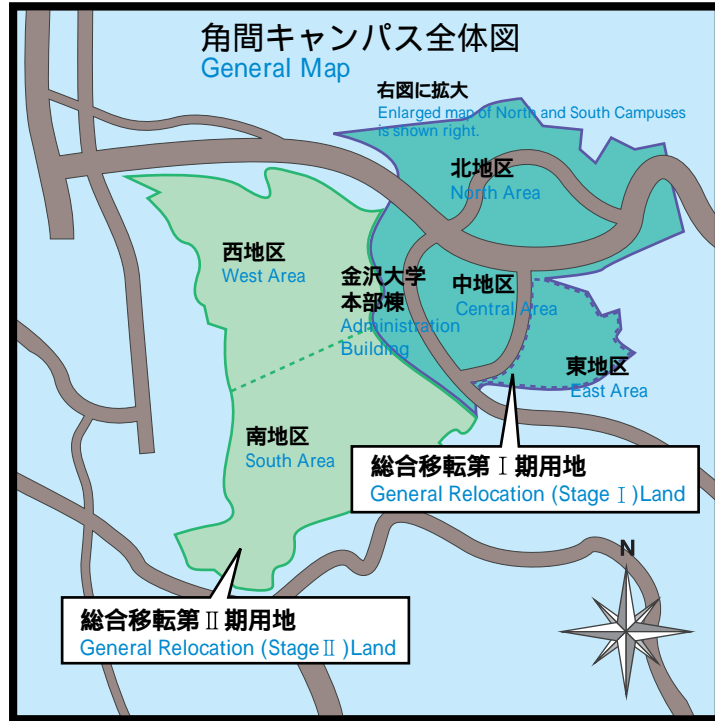 角間キャンパス全体図
General Map
右図に拡大
Enlarged map of North and South Campuses
is shown right.
北地区
North Area
西地区
West Area
金沢大学
本部棟
Administration
Building
中地区
Central Area
東地区
East Area
南地区
South Area
総合移転第Ⅰ期用地
General Relocation (Stage Ⅰ)Land
N
総合移転第Ⅱ期用地
General Relocation (StageⅡ)Land